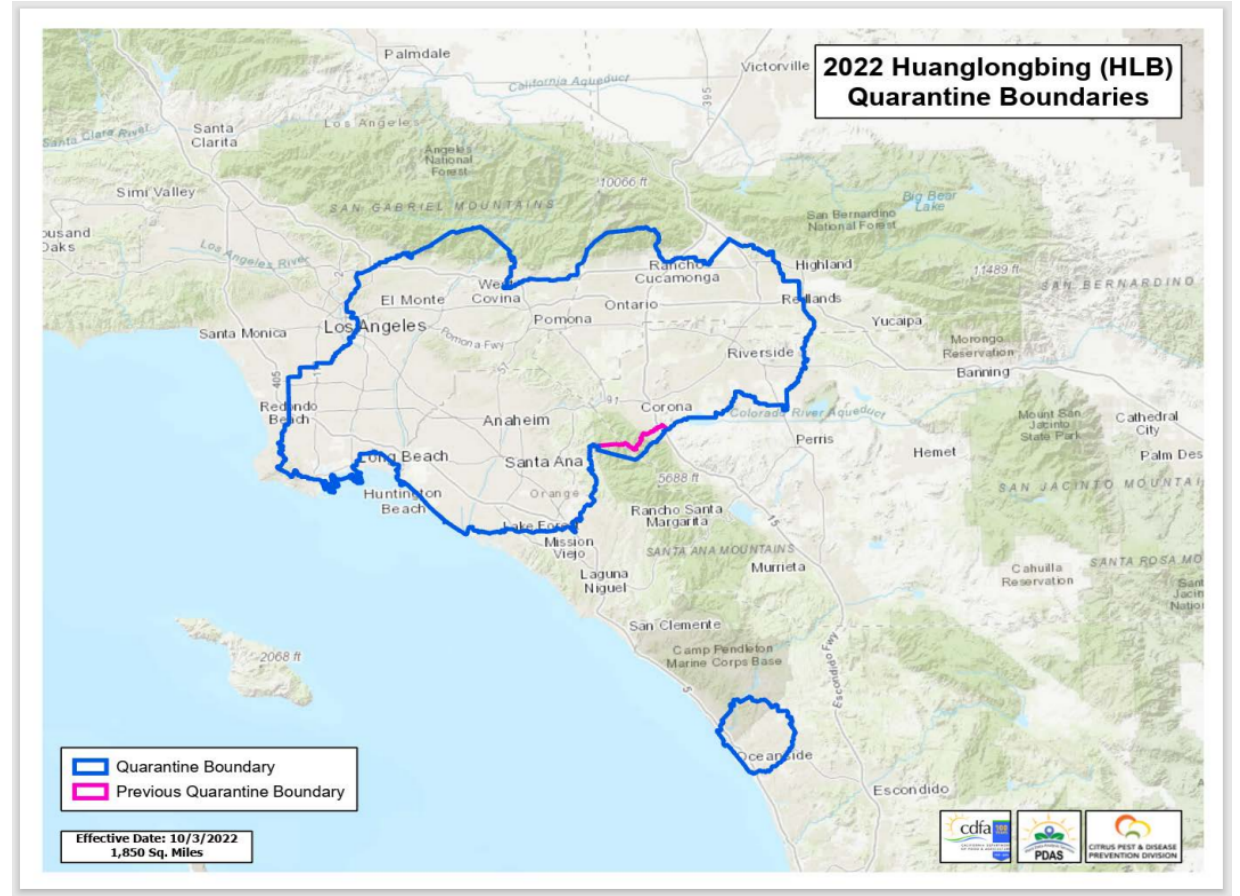 2022 Huanglongbing (HLB)
Quarantine Boundaries
Palmdale
Victorville
California Aqueduct
395
Santa Clara River
Santa
Clarita
Los Angeles
Angeles
National
Forest
10066 ft
Simi Valley
SAN GABRIEL MOUNTAINS
Big Bear
Lake
San Bernardino
National Forest
ousand
Oaks
Los Angeles River
Rancho
Cucamonga
Highland
11489 ft
SAN BERNARDINO
El Monte
West
Covina
Ontario
Redlands
Santa Monica
Los Angeles
Pomona
Pomona Fwy
Yucaipa
Riverside
Morongo
Reservation
Banning
405
57
91
Redondo
Beach
Anaheim
Corona
Colorado River Aqueduct
Mount San
Jacinto
State Park
Cathedral
City
Perris
Hemet
Palm Des
Long Beach
Santa Ana
5688 ft
SAN JACINTO MOUNTAI
Huntington
Beach
Orange
Rancho Santa
Margarita
15
Lake Forest
Mission
Viejo
SANTA ANA MOUNTAINS
Murrieta
Cahuilla
Reservation
SANTA ROSA MO
Sant
Jacin
Natio
Laguna
Niguel
San Clemente
Camp Pendleton
Marine Corps Base
2068 ft
5
Escondido Fwy
Oceanside
Escondido
Quarantine Boundary
Previous Quarantine Boundary
Effective Date: 10/3/2022
1,850 Sq. Miles
cdfa
PDAS
CITRUS PEST & DISEASE
PREVENTION DIVISION